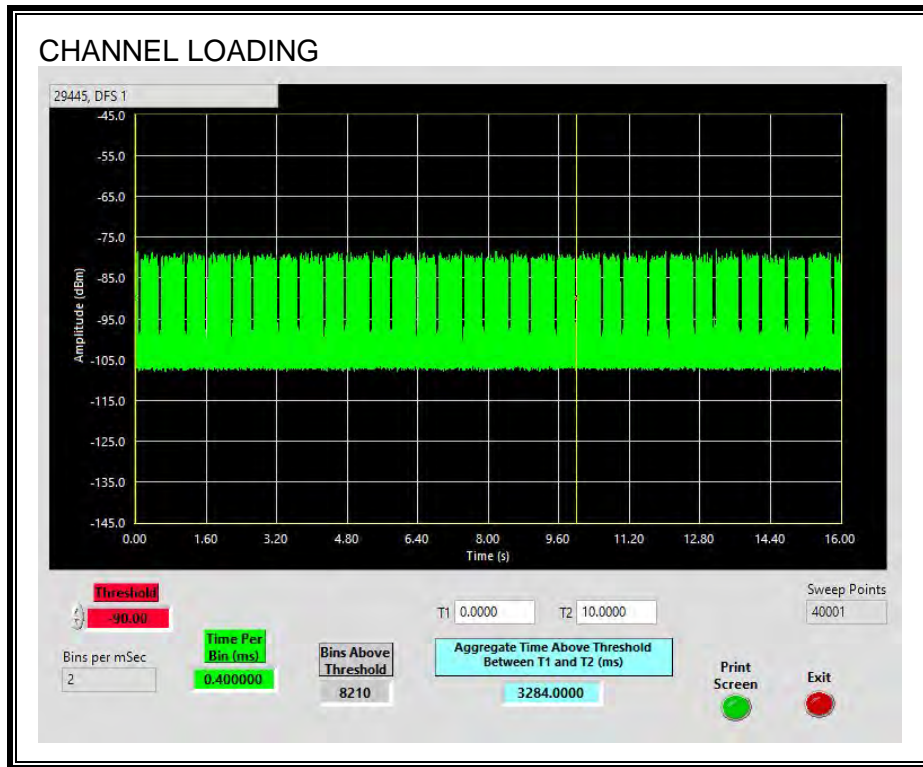 CHANNEL LOADING
29445, DFS 1
-45.0
-55.0
-65.0
-75.0
-85.0
-95.0
-105.0
-115.0
-125.0
-135.0
-145.0
Amplitude (dBm)
0.00 1.60 3.20 4.80 6.40 8.00 9.60 11.20 12.80 14.40 16.00
Time (s)
Threshold
-90.00
Bins per mSec
2
Time Per
Bin (ms)
0.400000
Bins Above
Threshold
8210
T1 0.0000 T2 10.0000
Aggregate Time Above Threshold
Between T1 and T2 (ms)
3284.0000
Sweep Points
40001
Print
Screen
Exit